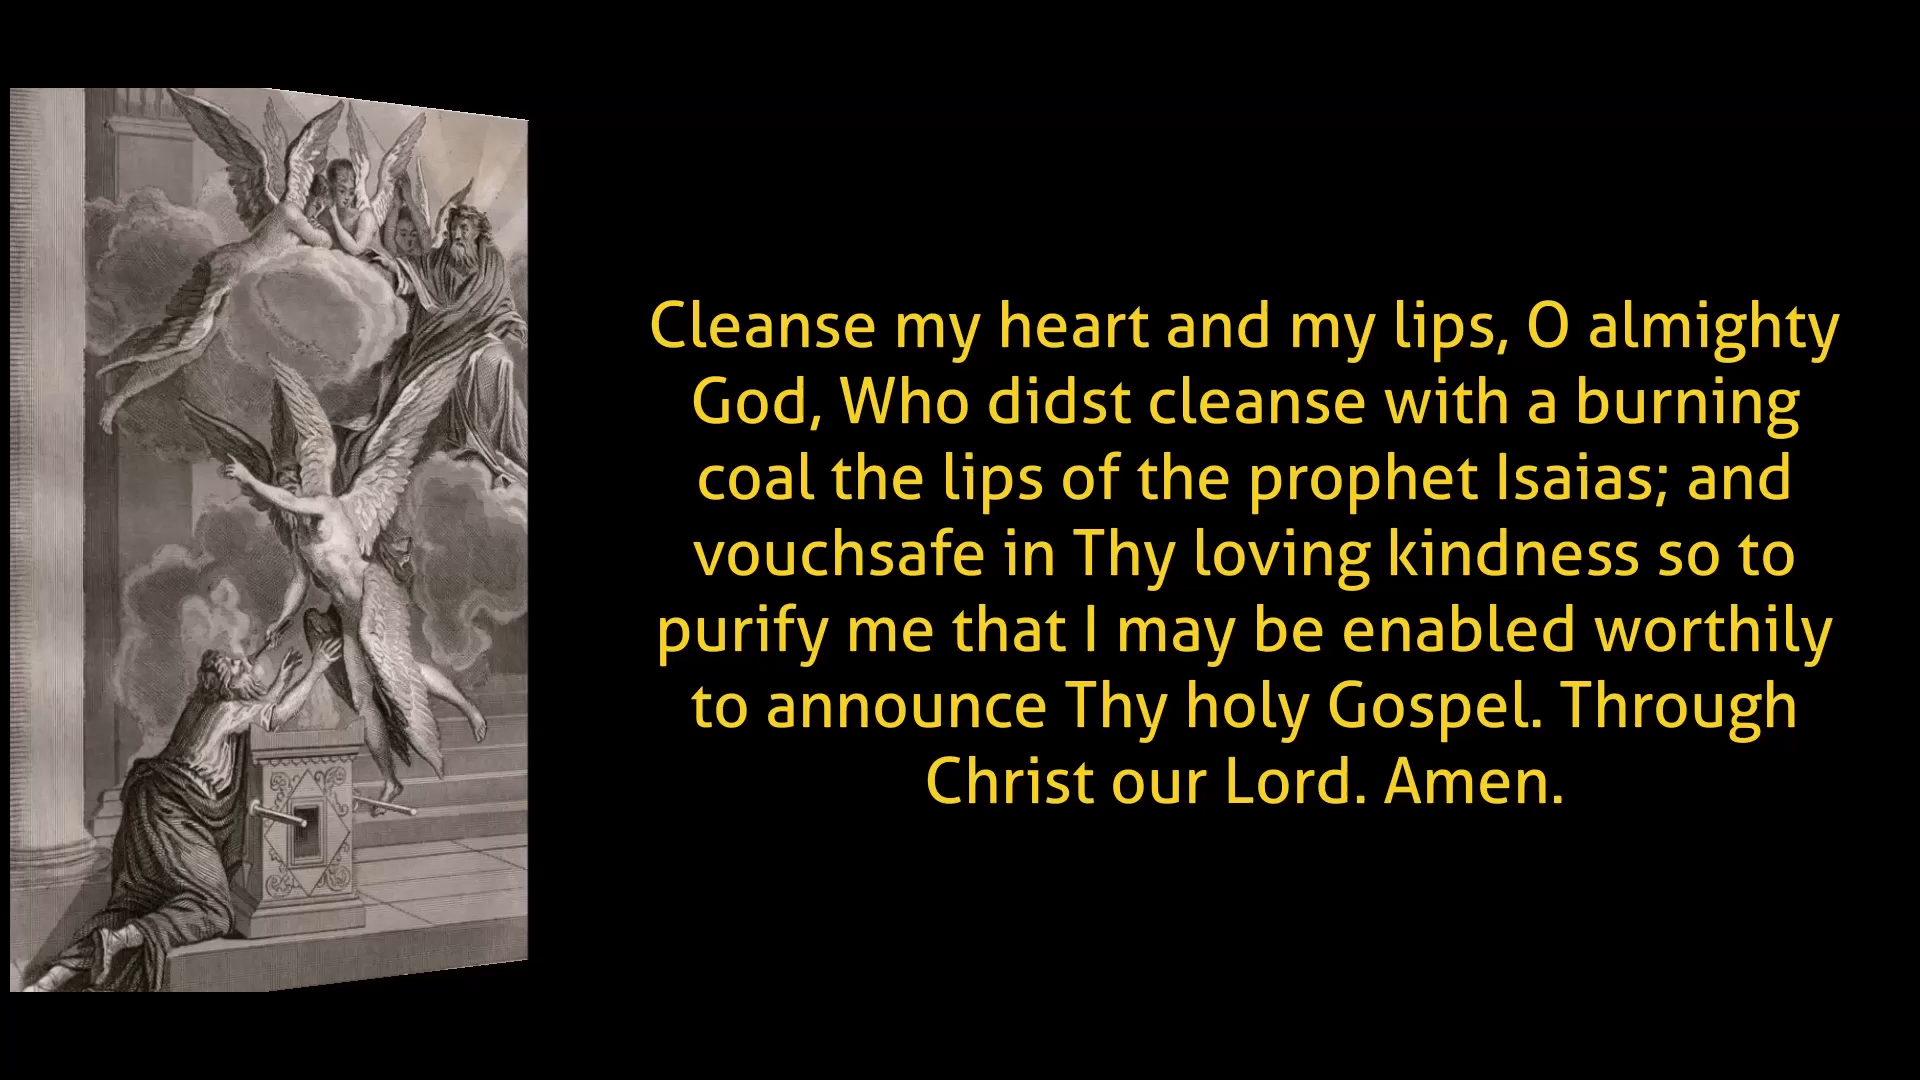 Cleanse my heart and my lips, O almighty
God, Who didst cleanse with a burning
coal the lips of the prophet Isaias; and
vouchsafe in Thy loving kindness so to
purify me that I may be enabled worthily
to announce Thy holy Gospel. Through
Christ our Lord. Amen.